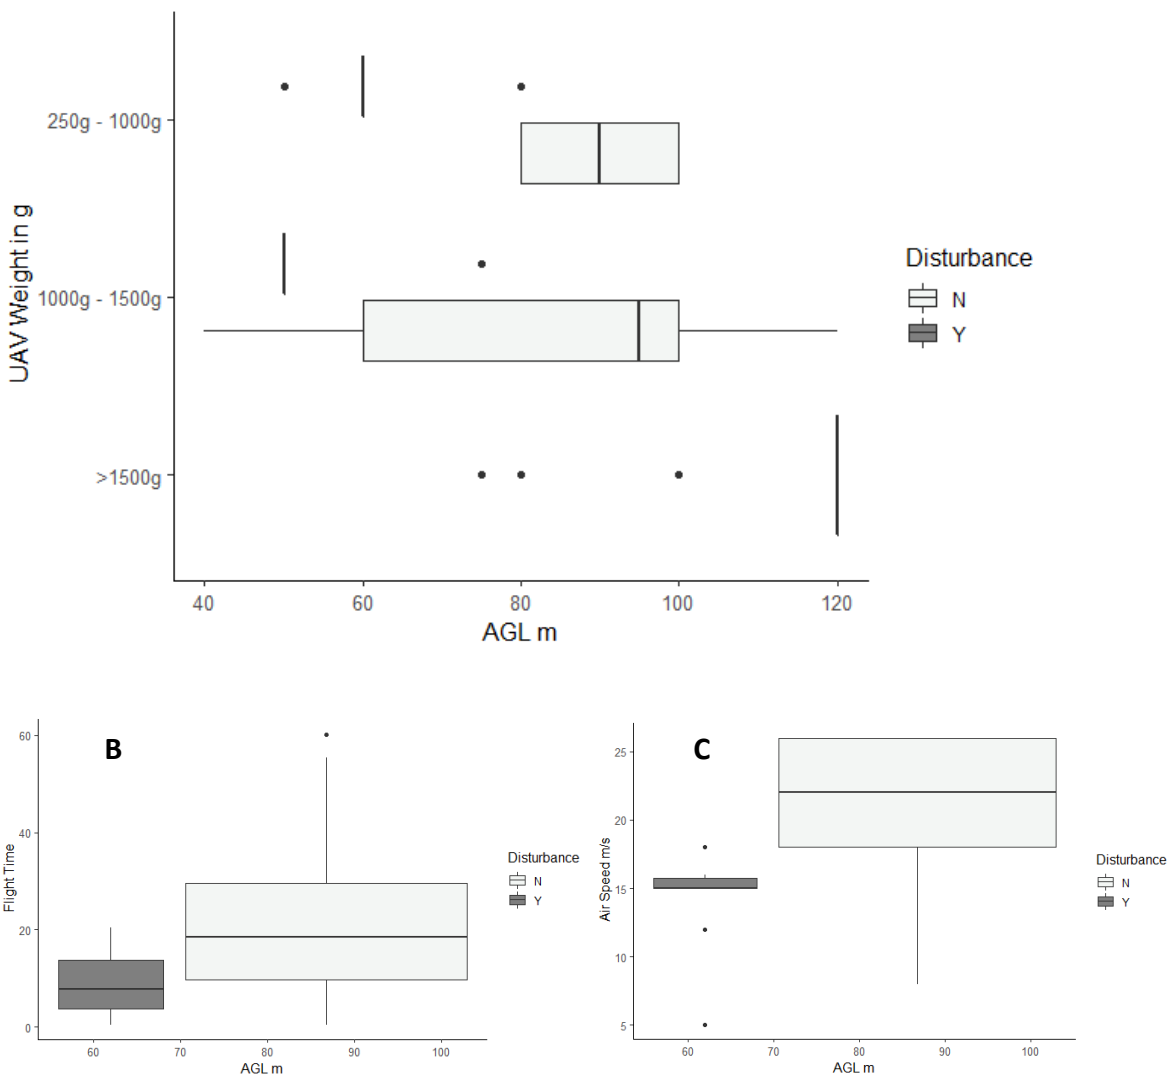 UAV Weight in g
250g - 1000g
1000g - 1500g
>1500g
40 60 80 100 120
AGL m
Disturbance
N
Y
B
Flight Time
60
40
20
0
60 70 80 90 100
AGL m
Disturbance
N
Y
C
Air Speed m/s
25
20
15
10
5
60 70 80 90 100
AGL m
Disturbance
N
Y